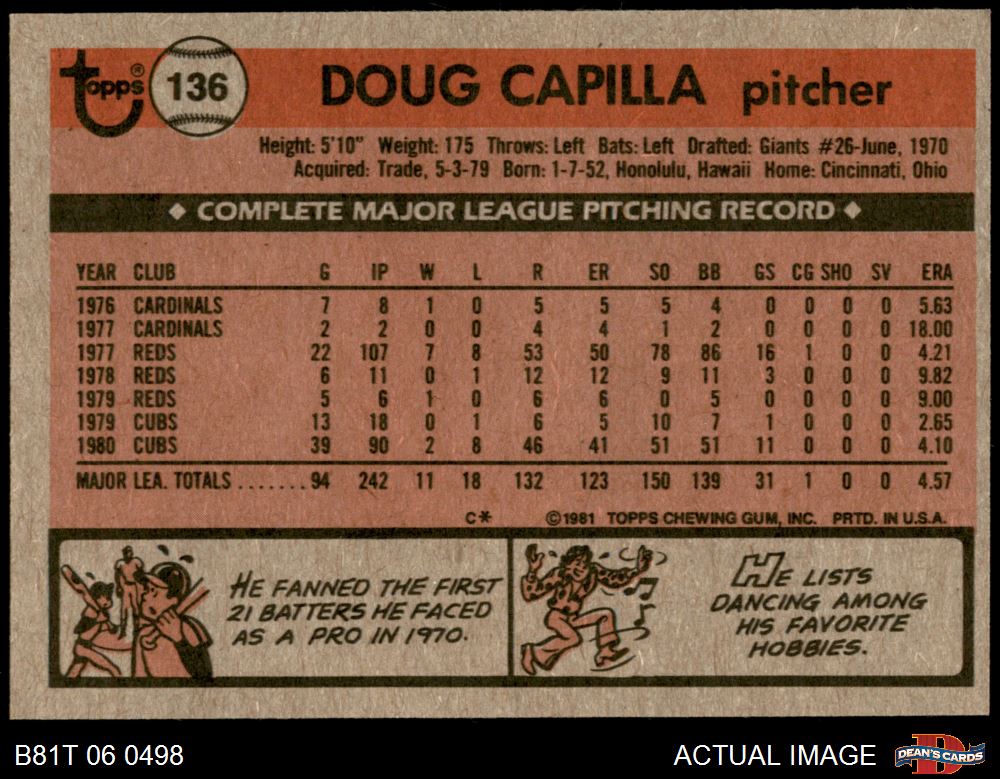 Topps® 136 DOUG CAPILLA pitcher
Height: 5'10" Weight: 175 Throws: Left Bats: Left Drafted: Giants #26-June, 1970
Acquired: Trade, 5-3-79 Born: 1-7-52, Honolulu, Hawaii Home: Cincinnati, Ohio
◆ COMPLETE MAJOR LEAGUE PITCHING RECORD ◆
YEAR CLUB G IP W L R ER SO BB GS CG SHO SV ERA
1976 CARDINALS 7 8 1 0 5 5 5 4 0 0 0 0 5.63
1977 CARDINALS 2 2 0 0 4 4 1 2 0 0 0 0 18.00
1977 REDS 22 107 7 8 53 50 78 86 16 1 0 0 4.21
1978 REDS 6 11 0 1 12 12 9 11 3 0 0 0 9.82
1979 REDS 5 6 1 0 6 6 0 5 0 0 0 0 9.00
1979 CUBS 13 18 0 1 6 5 10 7 1 0 0 0 2.65
1980 CUBS 39 90 2 8 46 41 51 51 11 0 0 0 4.10
MAJOR LEA. TOTALS ....... 94 242 11 18 132 123 150 139 31 1 0 0 4.57
C* ©1981 TOPPS CHEWING GUM, INC. PRTD. IN U.S.A.
HE FANNED THE FIRST
21 BATTERS HE FACED
AS A PRO IN 1970.
HE LISTS
DANCING AMONG
HIS FAVORITE
HOBBIES.
B81T 06 0498 ACTUAL IMAGE DEAN'S CARDS